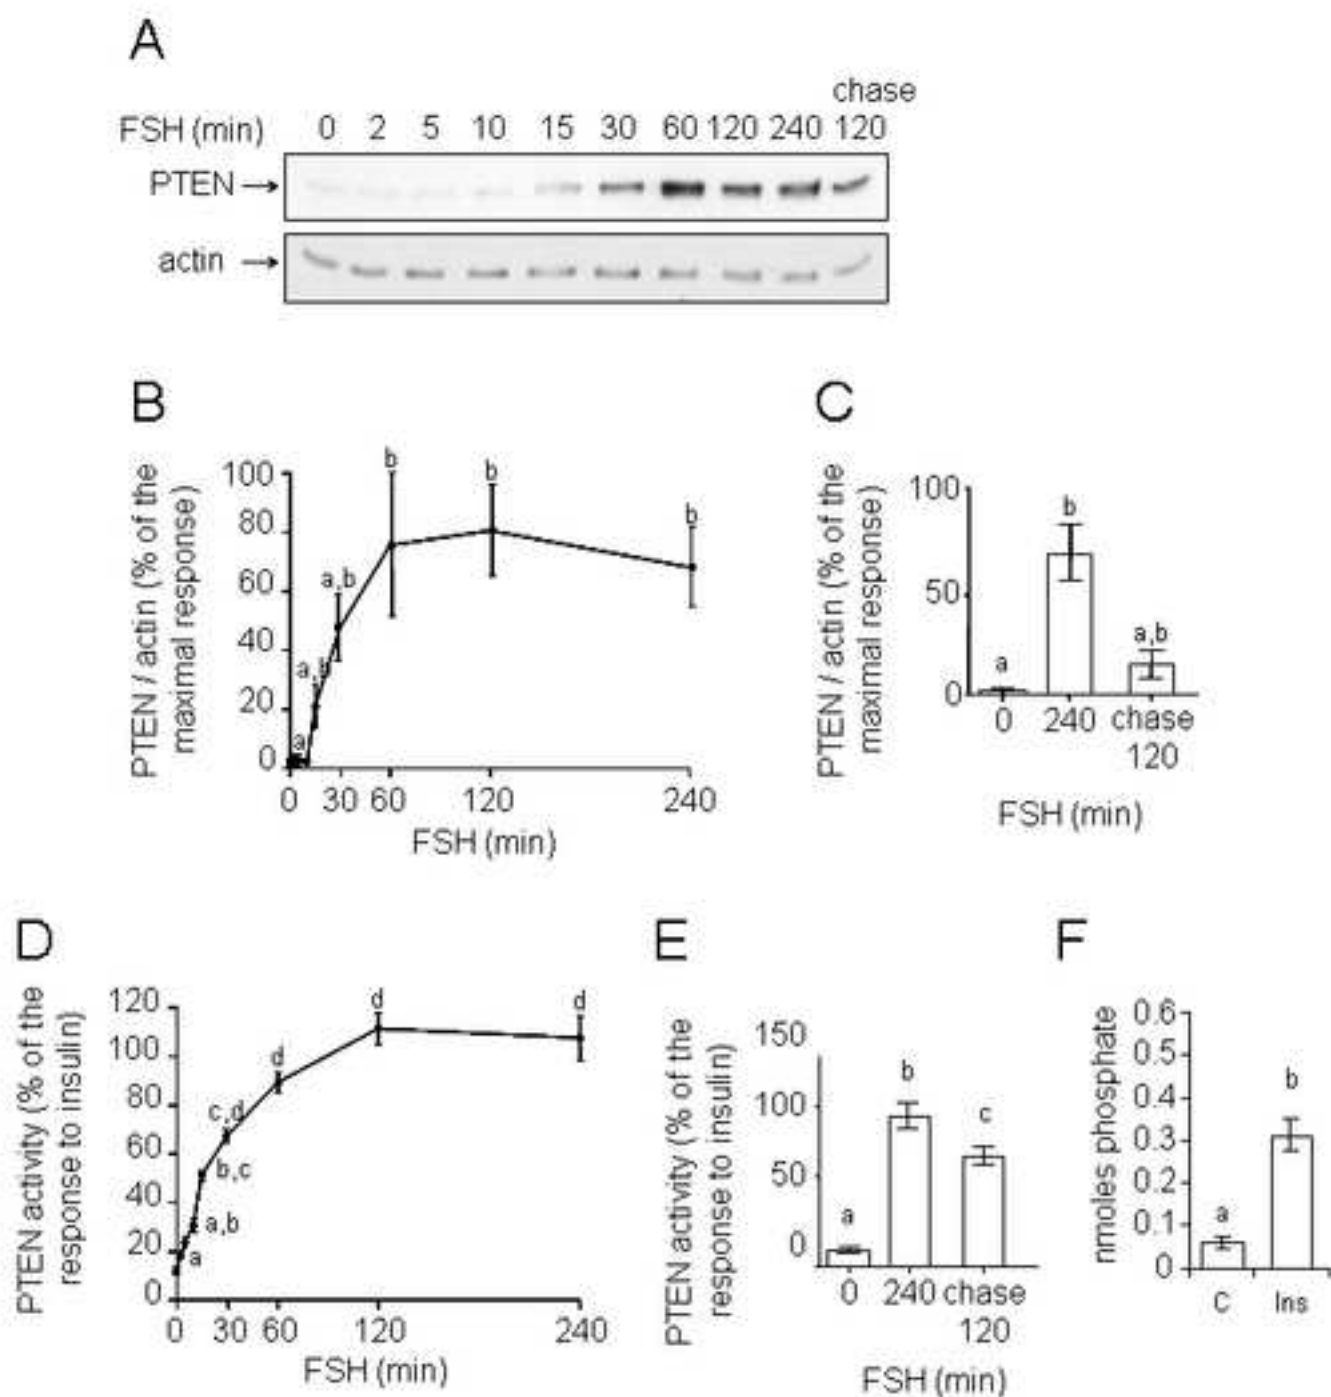 A
chase
FSH (min) 0 2 5 10 15 30 60 120 240 120
PTEN
actin
B
PTEN / actin (% of the
maximal response)
100
80
60
40
20
0
a
a,b
a,b
b
b
b
0 30 60 120 240
FSH (min)
C
PTEN / actin (% of the
maximal response)
100
50
0
a
b
a,b
0 240 chase
120
FSH (min)
D
PTEN activity (% of the
response to insulin)
120
100
80
60
40
20
0
a
a,b
b,c
c,d
d
d
d
0 30 60 120 240
FSH (min)
E
PTEN activity (% of the
response to insulin)
150
100
50
0
a
b
c
0 240 chase
120
FSH (min)
F
nmoles phosphate
0.6
0.5
0.4
0.3
0.2
0.1
0
a
b
C Ins